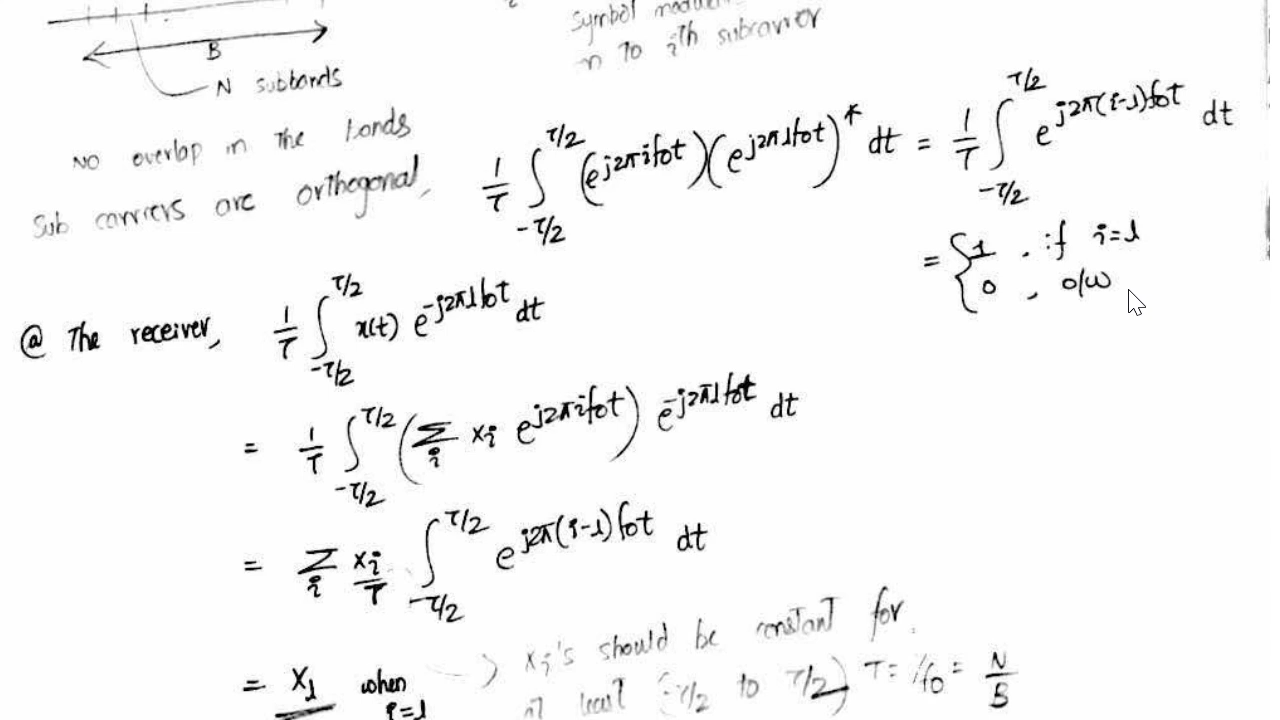 symbol
n to ith subcarrier
B
N subbands
No overlap in the bands
Sub carriers are orthogonal, 1/T ∫_{-T/2}^{T/2} (e^{j2πif₀t})(e^{j2πlf₀t})* dt = 1/T ∫_{-T/2}^{T/2} e^{j2π(i-l)f₀t} dt
= { 1 , if i=l
0 , o/w
@ The receiver, 1/T ∫_{-T/2}^{T/2} x(t) e^{-j2πlf₀t} dt
= 1/T ∫_{-T/2}^{T/2} (Σ_i X_i e^{j2πif₀t}) e^{-j2πlf₀t} dt
= Σ_i X_i/T ∫_{-T/2}^{T/2} e^{j2π(i-l)f₀t} dt
= X_l when i=l
X_i's should be constant for
at least (-T/2 to T/2) T = 1/f₀ = N/B